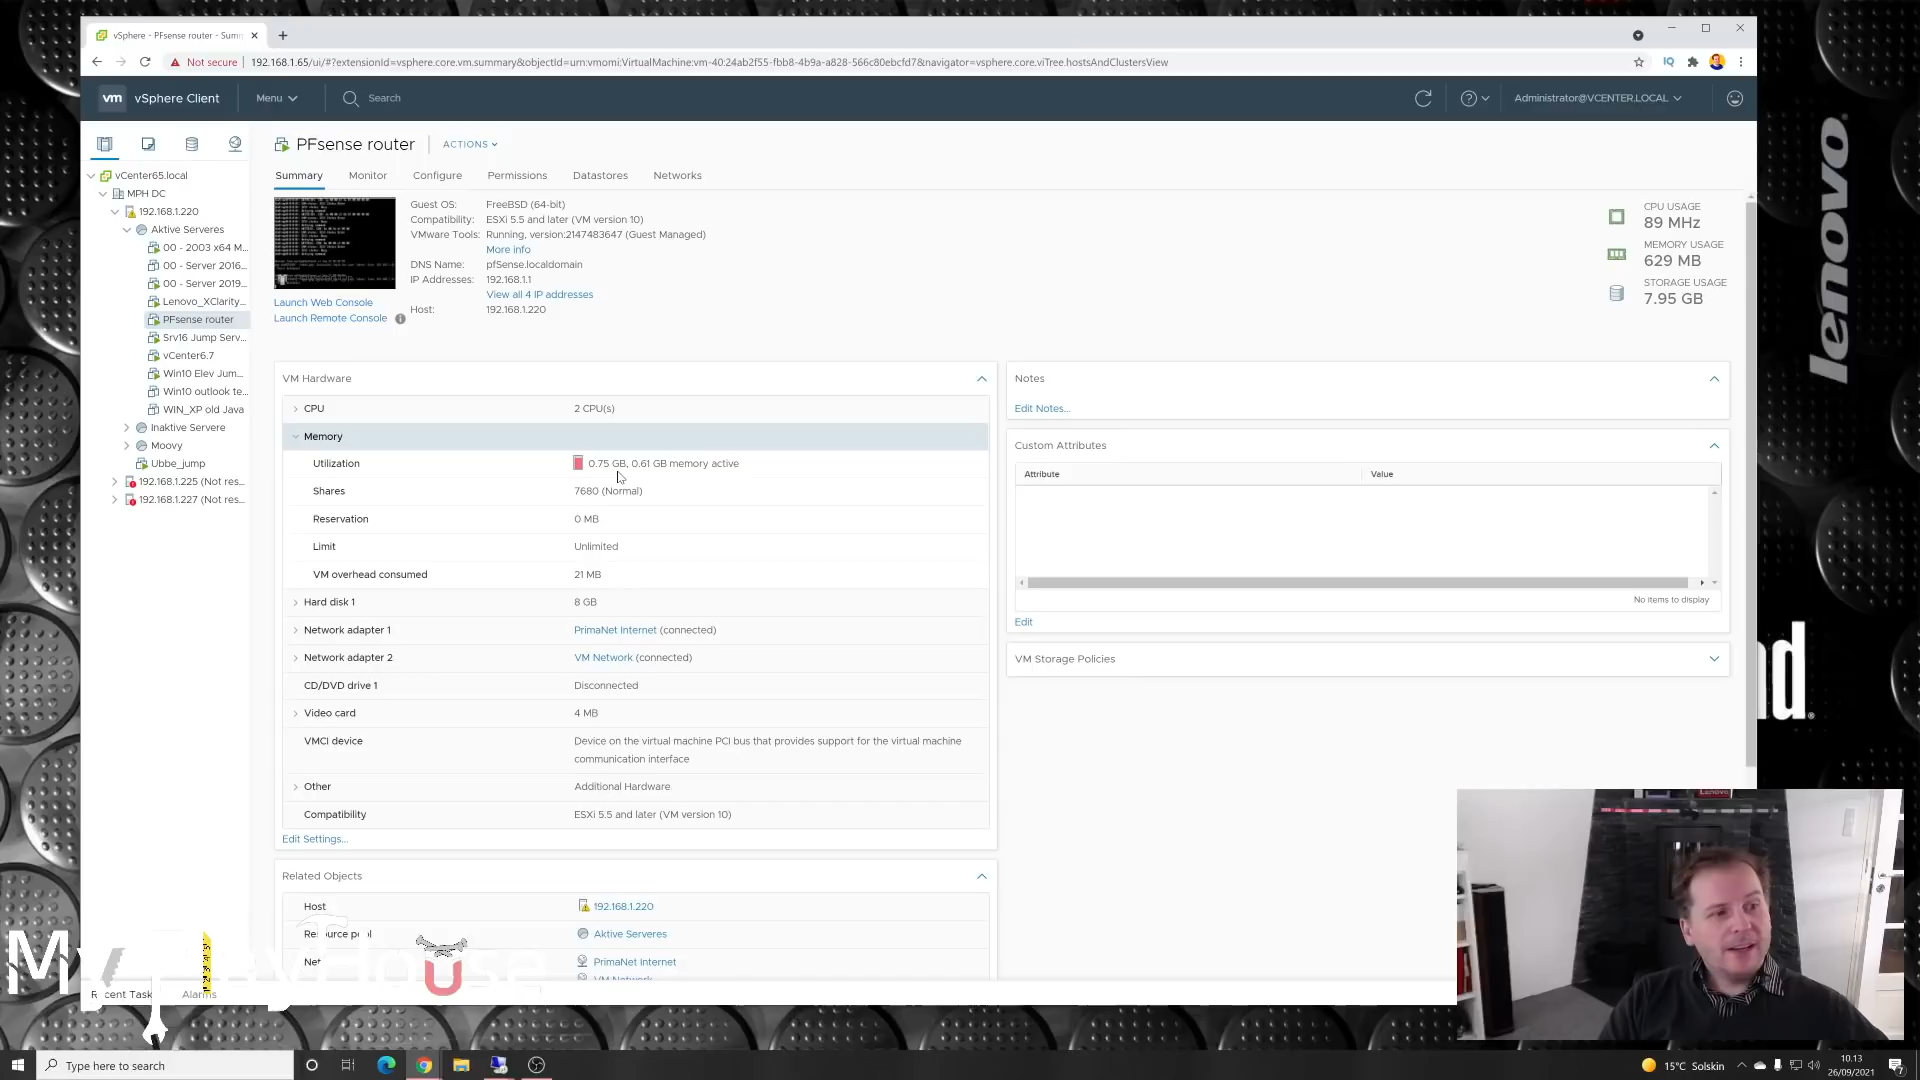 vSphere - PFsense router - Summ
Not secure
192.168.1.65/ui/#?extensionId=vsphere.core.vm.summary&objectId=urn:vmomi:VirtualMachine:vm-40:24ab2f55-fbb8-4b9a-a828-566c80ebcfd7&navigator=vsphere.core.viTree.hostsAndClustersView
IQ
vm vSphere Client Menu Search Administrator@VCENTER.LOCAL
PFsense router ACTIONS
Summary Monitor Configure Permissions Datastores Networks
vCenter65.local
MPH DC
192.168.1.220
Aktive Serveres
00 - 2003 x64 M...
00 - Server 2016...
00 - Server 2019...
Lenovo_XClarity...
PFsense router
Srv16 Jump Serv...
vCenter6.7
Win10 Elev Jum...
Win10 outlook te...
WIN_XP old Java
Inaktive Servere
Moovy
Ubbe_jump
192.168.1.225 (Not res...
192.168.1.227 (Not res...
Guest OS: FreeBSD (64-bit)
Compatibility: ESXi 5.5 and later (VM version 10)
VMware Tools: Running, version:2147483647 (Guest Managed)
More info
DNS Name: pfSense.localdomain
IP Addresses: 192.168.1.1
View all 4 IP addresses
Host: 192.168.1.220
Launch Web Console
Launch Remote Console
CPU USAGE
89 MHz
MEMORY USAGE
629 MB
STORAGE USAGE
7.95 GB
VM Hardware
CPU 2 CPU(s)
Memory
Utilization 0.75 GB, 0.61 GB memory active
Shares 7680 (Normal)
Reservation 0 MB
Limit Unlimited
VM overhead consumed 21 MB
Hard disk 1 8 GB
Network adapter 1 PrimaNet Internet (connected)
Network adapter 2 VM Network (connected)
CD/DVD drive 1 Disconnected
Video card 4 MB
VMCI device Device on the virtual machine PCI bus that provides support for the virtual machine
communication interface
Other Additional Hardware
Compatibility ESXi 5.5 and later (VM version 10)
Edit Settings...
Related Objects
Host 192.168.1.220
Resource pool Aktive Serveres
Net PrimaNet Internet
VM Network
Notes
Edit Notes...
Custom Attributes
Attribute Value
No items to display
Edit
VM Storage Policies
Recent Task Alarms
MyPlayHouse
lenovo
Type here to search
15°C Solskin
10.13
26/09/2021
7